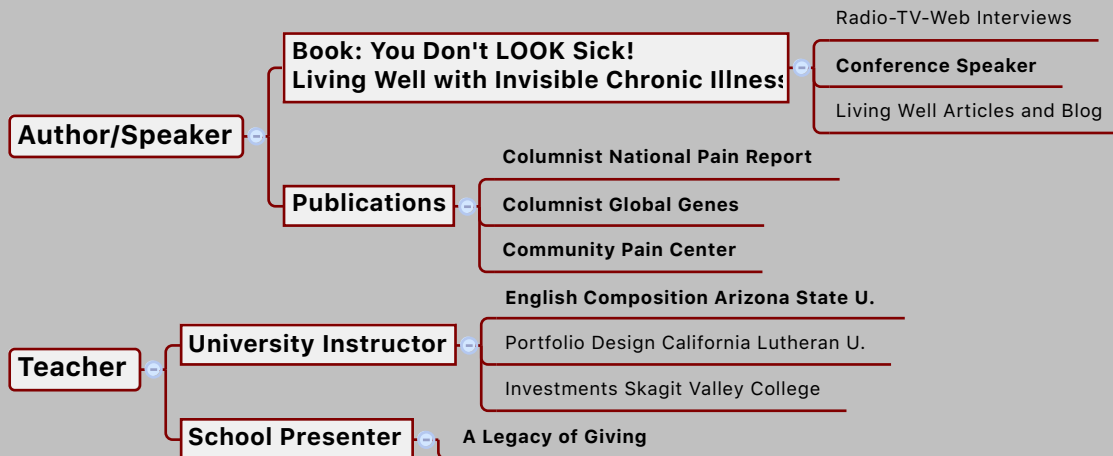 Radio-TV-Web Interviews
Book: You Don't LOOK Sick!
Living Well with Invisible Chronic Illness
Conference Speaker
Living Well Articles and Blog
Author/Speaker
Columnist National Pain Report
Publications
Columnist Global Genes
Community Pain Center
English Composition Arizona State U.
University Instructor
Portfolio Design California Lutheran U.
Teacher
Investments Skagit Valley College
School Presenter
A Legacy of Giving